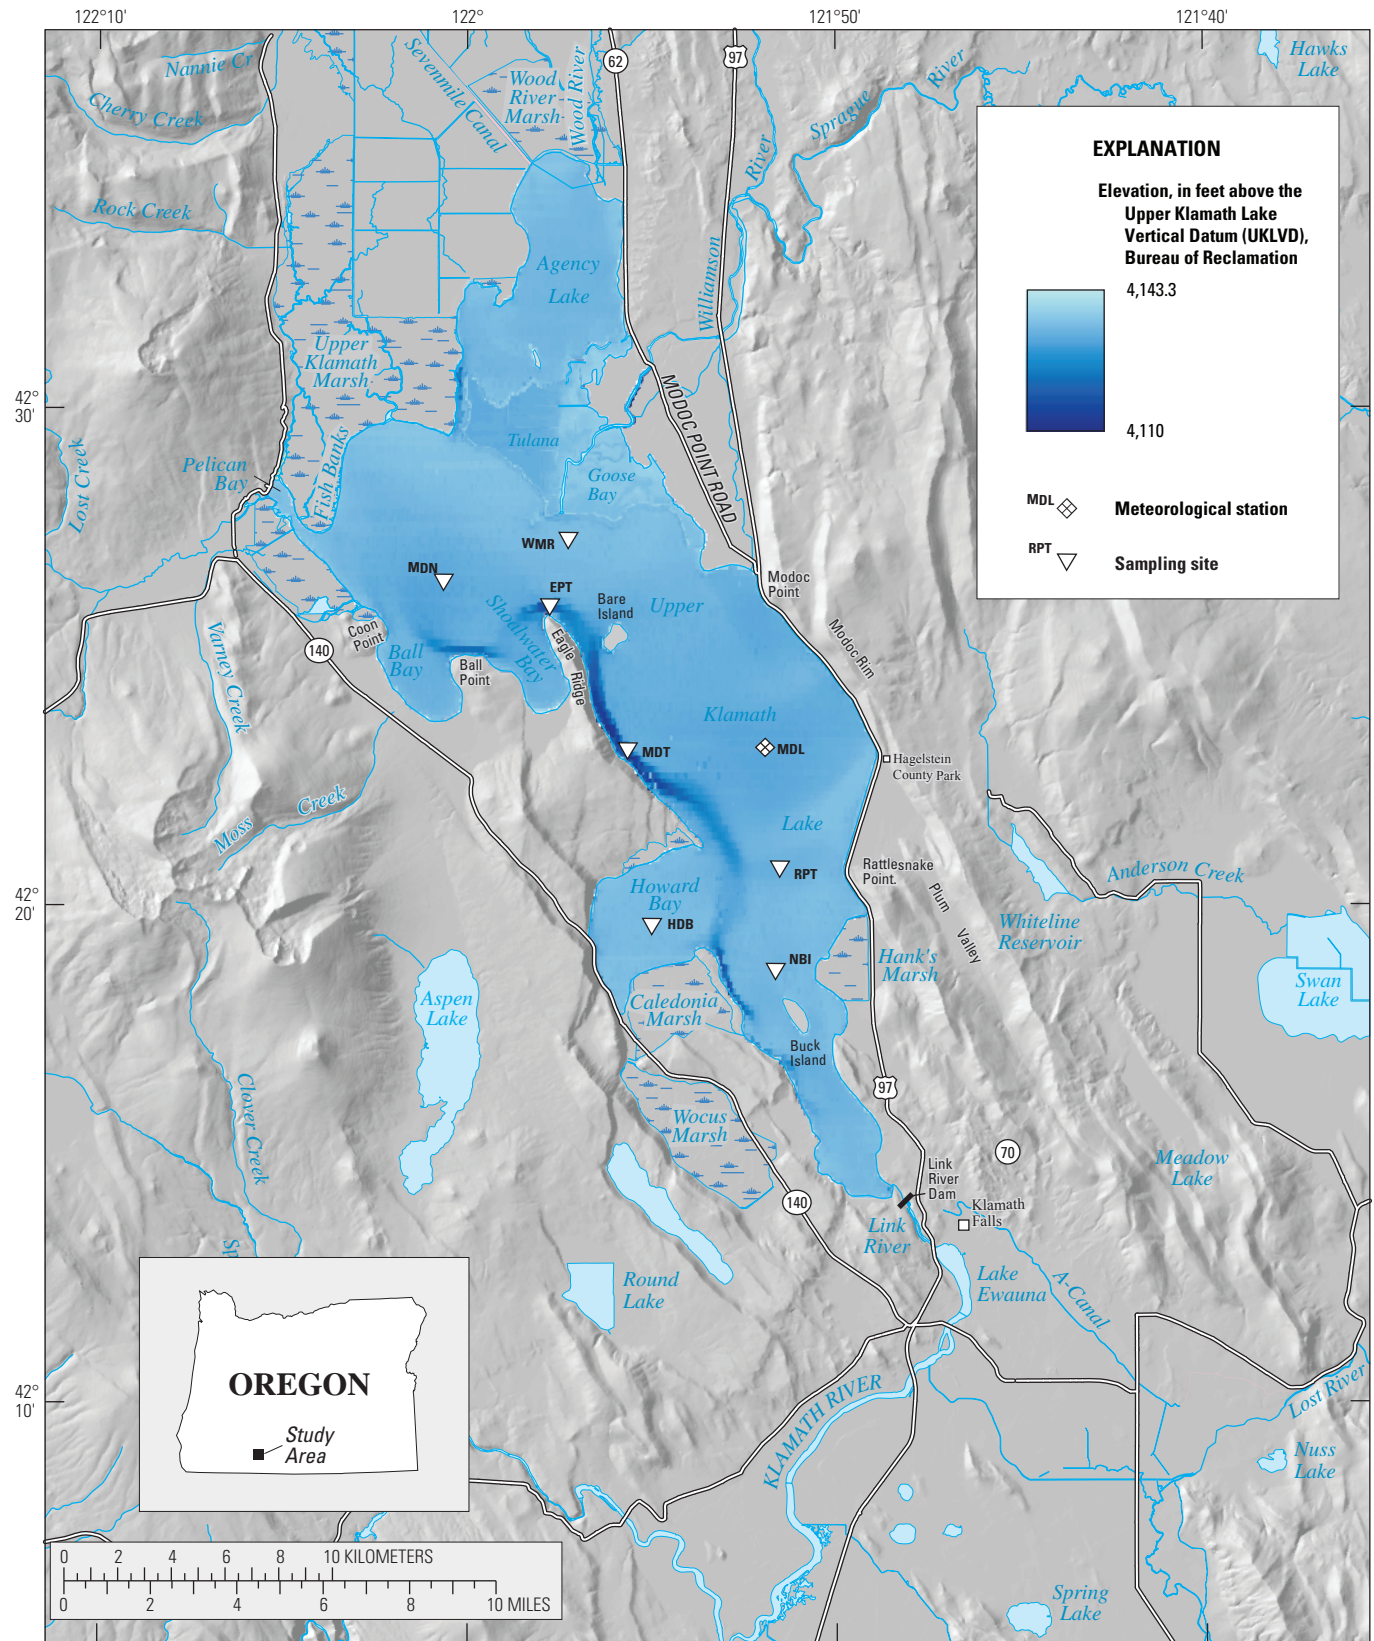 122°10'
122°
121°50'
121°40'
Nannie Cr
Cherry Creek
Rock Creek
Sevenmile Canal
Wood
River
Marsh
Wood River
62
97
Sprague
River
River
Williamson
Hawks
Lake
EXPLANATION
Elevation, in feet above the
Upper Klamath Lake
Vertical Datum (UKLVD),
Bureau of Reclamation
4,143.3
4,110
MDL
Meteorological station
RPT
Sampling site
Agency
Lake
Upper
Klamath
Marsh
42°
30'
MODOC POINT ROAD
Tulana
Goose
Bay
Fish Banks
Pelican
Bay
Lost Creek
WMR
MDN
EPT
Bare
Island
Upper
Modoc
Point
Modoc Rim
Shoalwater
Bay
Eagle
Ridge
Coon
Point
Ball
Bay
Ball
Point
140
Varney Creek
Klamath
MDT
MDL
Hagelstein
County Park
Moss
Creek
Lake
RPT
Rattlesnake
Point.
Plum
Valley
Anderson Creek
Whiteline
Reservoir
42°
20'
Howard
Bay
HDB
NBI
Hank's
Marsh
Swan
Lake
Aspen
Lake
Caledonia
Marsh
Buck
Island
97
Clover Creek
Sp
Wocus
Marsh
70
Meadow
Lake
Link
River
Dam
Klamath
Falls
140
Link
River
Round
Lake
Lake
Ewauna
A-Canal
KLAMATH RIVER
42°
10'
Lost River
Nuss
Lake
Spring
Lake
OREGON
Study
Area
0 2 4 6 8 10 KILOMETERS
0 2 4 6 8 10 MILES